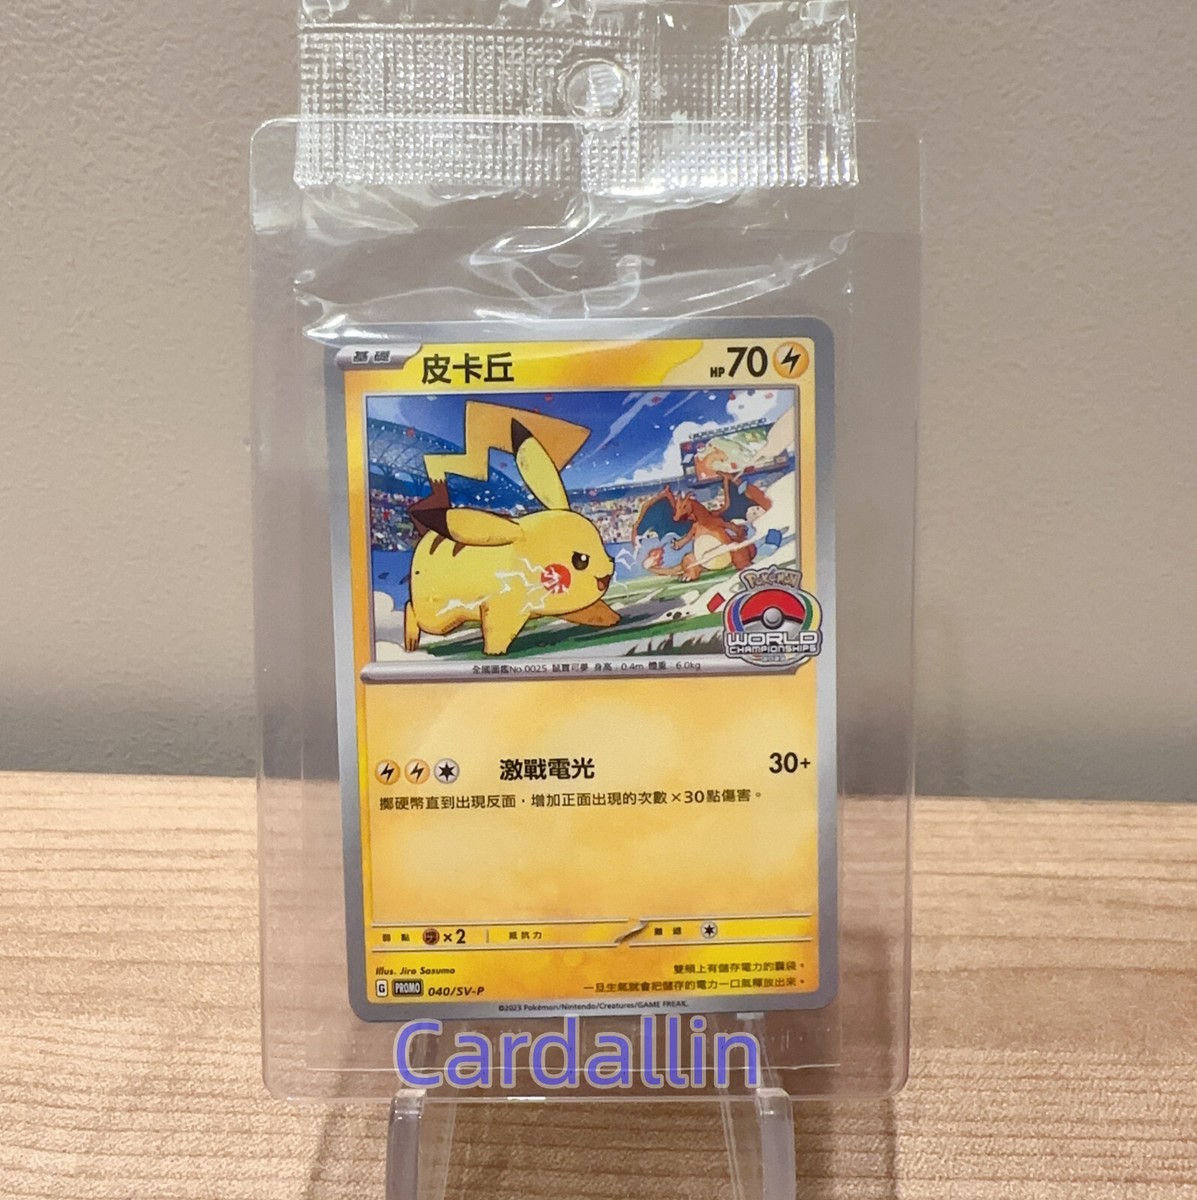 基礎
皮卡丘
HP 70
Pokémon
WORLD
CHAMPIONSHIPS
全國圖鑑No.0025 鼠寶可夢 身高：0.4m 體重：6.0kg
激戰電光 30+
擲硬幣直到出現反面，增加正面出現的次數×30點傷害。
弱點 ×2 抵抗力 撤退
Illus. Jiro Sasumo
雙頰上有儲存電力的囊袋。
一旦生氣就會把儲存的電力一口氣釋放出來。
G PROMO 040/SV-P
©2023 Pokémon/Nintendo/Creatures/GAME FREAK.
Cardallin